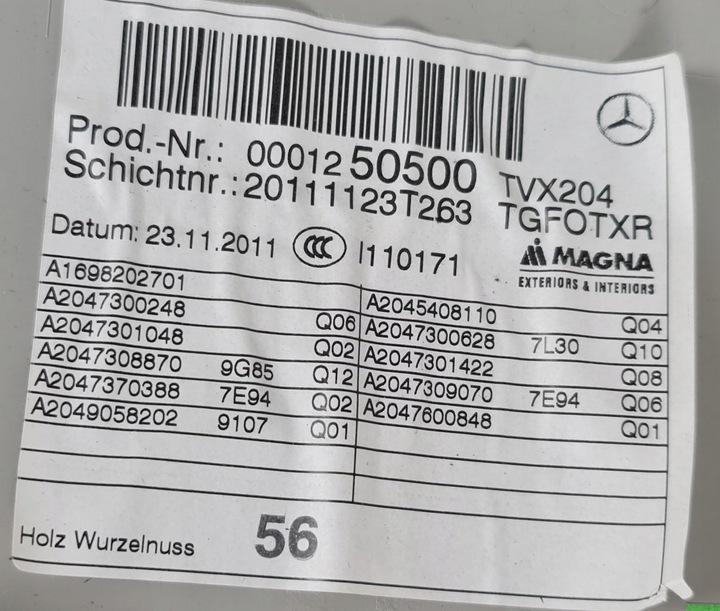 Prod.-Nr.: 0001250500 TVX204
Schichtnr.: 20111123T263 TGFOTXR
Datum: 23.11.2011 CCC I110171 MAGNA
EXTERIORS & INTERIORS
A1698202701 A2045408110 Q04
A2047300248 Q06 A2047300628 7L30 Q10
A2047301048 Q02 A2047301422 Q08
A2047308870 9G85 Q12 A2047309070 7E94 Q06
A2047370388 7E94 Q02 A2047600848 Q01
A2049058202 9107 Q01
Holz Wurzelnuss 56